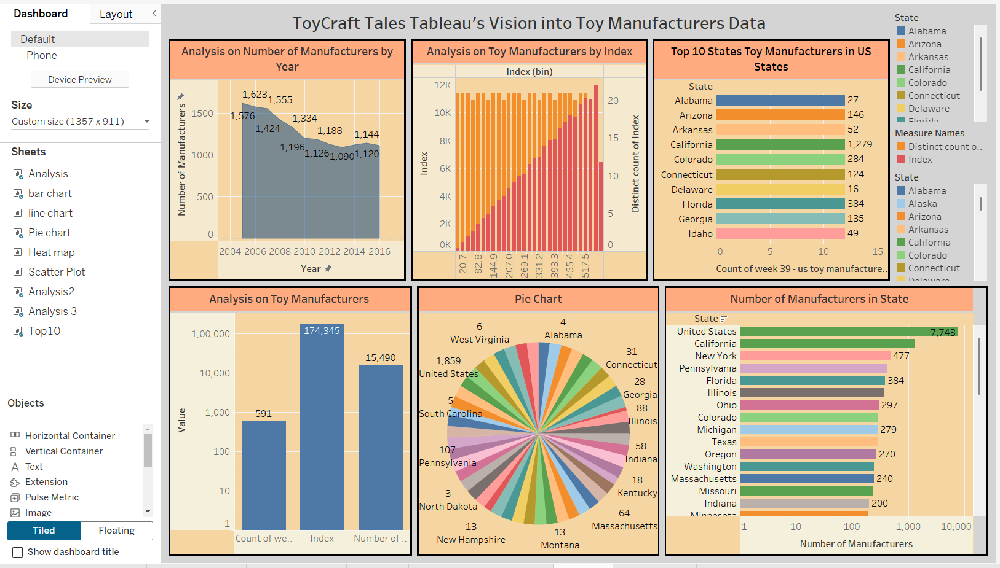 Dashboard
Layout
<
Default
Phone
Device Preview
Size
Custom size (1357 x 911)
Sheets
Analysis
bar chart
line chart
Pie chart
Heat map
Scatter Plot
Analysis2
Analysis 3
Top10
Objects
Horizontal Container
Vertical Container
Text
Extension
Pulse Metric
Image
Tiled
Floating
Show dashboard title
ToyCraft Tales Tableau's Vision into Toy Manufacturers Data
Analysis on Number of Manufacturers by
Year
Number of Manufacturers
1500
1000
500
0
1,623
1,555
1,576
1,334
1,424
1,188
1,144
1,196
1,126
1,090
1,120
2004 2006 2008 2010 2012 2014 2016
Year
Analysis on Toy Manufacturers by Index
Index (bin)
Index
12K
10K
8K
6K
4K
2K
0K
20
15
10
5
0
Distinct count of Index
20.7
82.8
144.9
207.0
269.1
331.2
393.3
455.4
517.5
Top 10 States Toy Manufacturers in US
States
State
Alabama 27
Arizona 146
Arkansas 52
California 1,279
Colorado 284
Connecticut 124
Delaware 16
Florida 384
Georgia 135
Idaho 49
0 5 10 15
Count of week 39 - us toy manufacture..
State
Alabama
Arizona
Arkansas
California
Colorado
Connecticut
Delaware
Florida
Measure Names
Distinct count o..
Index
State
Alabama
Alaska
Arizona
Arkansas
California
Colorado
Connecticut
Delaware
Analysis on Toy Manufacturers
Value
1,00,000
10,000
1,000
100
10
1
591
174,345
15,490
Count of we..
Index
Number of ..
Pie Chart
4
Alabama
31
Connecticut
28
Georgia
88
Illinois
58
Indiana
18
Kentucky
64
Massachusetts
13
Montana
13
New Hampshire
3
North Dakota
107
Pennsylvania
5
South Carolina
1,859
United States
6
West Virginia
Number of Manufacturers in State
State
United States 7,743
California
New York 477
Pennsylvania
Florida 384
Illinois
Ohio 297
Colorado
Michigan 279
Texas
Oregon 270
Washington
Massachusetts 240
Missouri
Indiana 200
Minnesota
1 10 100 1,000 10,000
Number of Manufacturers